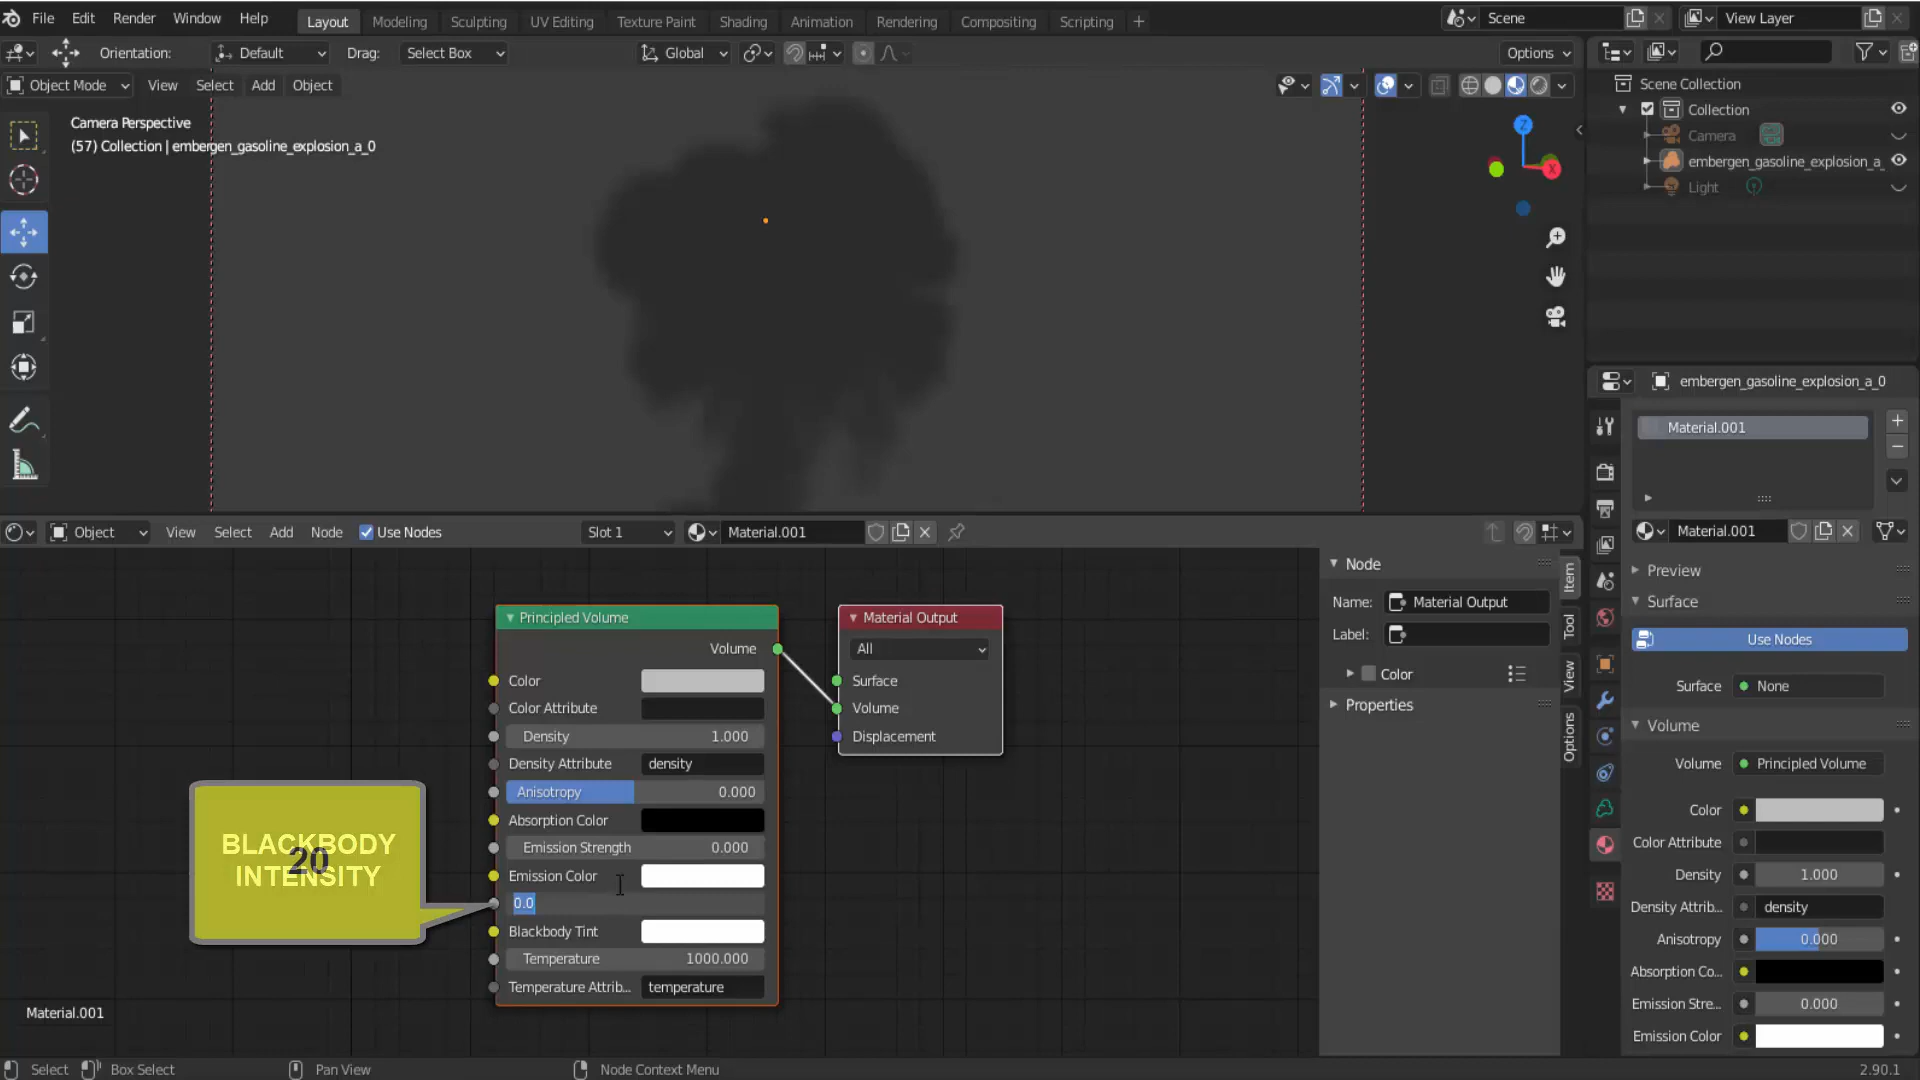 File Edit Render Window Help Layout Modeling Sculpting UV Editing Texture Paint Shading Animation Rendering Compositing Scripting + Scene View Layer
Orientation: Default Drag: Select Box Global Options
Object Mode View Select Add Object
Camera Perspective
(57) Collection | embergen_gasoline_explosion_a_0
Z
X
Scene Collection
Collection
Camera
embergen_gasoline_explosion_a_
Light
embergen_gasoline_explosion_a_0
Material.001
Material.001
Preview
Surface
Use Nodes
Surface None
Volume
Volume Principled Volume
Color
Color Attribute
Density 1.000
Density Attrib... density
Anisotropy 0.000
Absorption Co...
Emission Stre... 0.000
Emission Color
Object View Select Add Node Use Nodes Slot 1 Material.001
Principled Volume
Volume
Color
Color Attribute
Density 1.000
Density Attribute density
Anisotropy 0.000
Absorption Color
Emission Strength 0.000
Emission Color
0.0
Blackbody Tint
Temperature 1000.000
Temperature Attrib... temperature
Material Output
All
Surface
Volume
Displacement
BLACKBODY
20
INTENSITY
Node
Name: Material Output
Label:
Color
Properties
Item
Tool
View
Options
Material.001
Select Box Select Pan View Node Context Menu 2.90.1